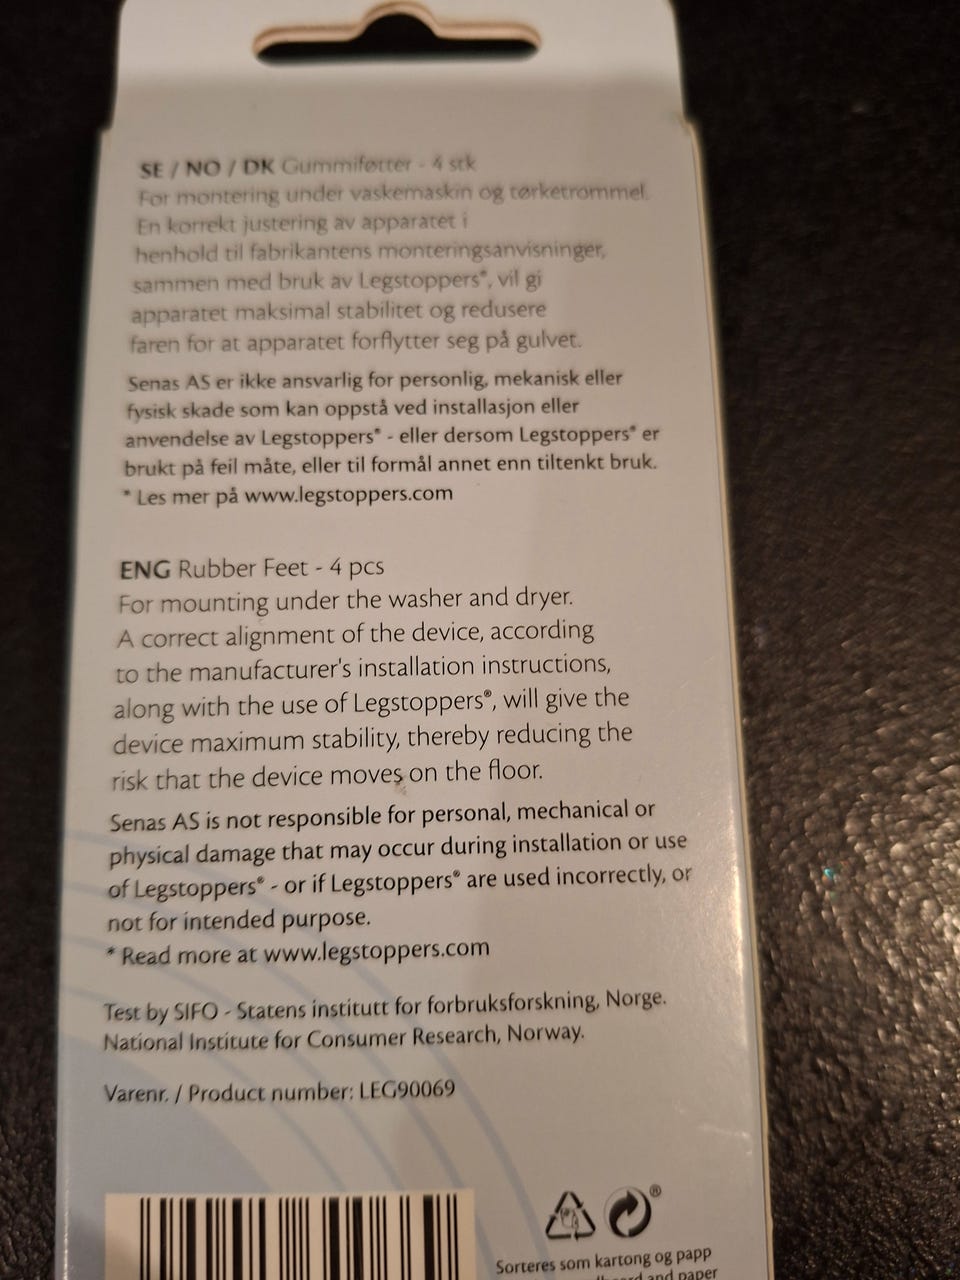 SE / NO / DK Gummiføtter - 4 stk
For montering under vaskemaskin og tørketrommel.
En korrekt justering av apparatet i
henhold til fabrikantens monteringsanvisninger,
sammen med bruk av Legstoppers®, vil gi
apparatet maksimal stabilitet og redusere
faren for at apparatet forflytter seg på gulvet.
Senas AS er ikke ansvarlig for personlig, mekanisk eller
fysisk skade som kan oppstå ved installasjon eller
anvendelse av Legstoppers® - eller dersom Legstoppers® er
brukt på feil måte, eller til formål annet enn tiltenkt bruk.
* Les mer på www.legstoppers.com
ENG Rubber Feet - 4 pcs
For mounting under the washer and dryer.
A correct alignment of the device, according
to the manufacturer's installation instructions,
along with the use of Legstoppers®, will give the
device maximum stability, thereby reducing the
risk that the device moves on the floor.
Senas AS is not responsible for personal, mechanical or
physical damage that may occur during installation or use
of Legstoppers® - or if Legstoppers® are used incorrectly, or
not for intended purpose.
* Read more at www.legstoppers.com
Test by SIFO - Statens institutt for forbruksforskning, Norge.
National Institute for Consumer Research, Norway.
Varenr. / Product number: LEG90069
®
Sorteres som kartong og papp
and paper